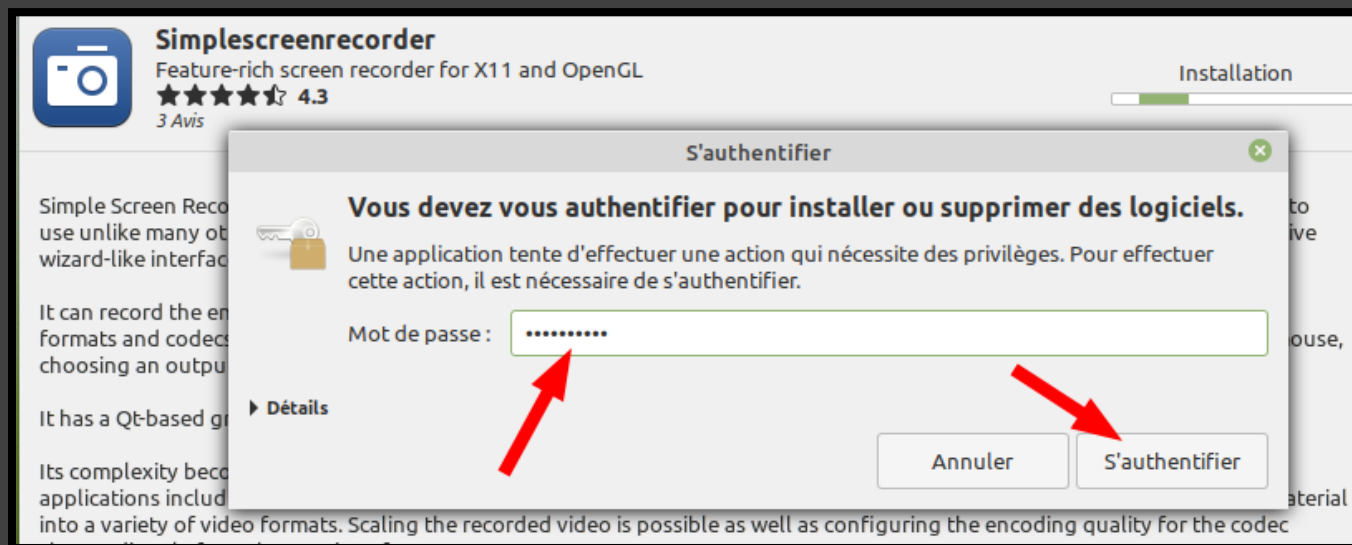 Simplescreenrecorder
Feature-rich screen recorder for X11 and OpenGL
4.3
3 Avis
Installation
S'authentifier
Vous devez vous authentifier pour installer ou supprimer des logiciels.
Une application tente d'effectuer une action qui nécessite des privilèges. Pour effectuer
cette action, il est nécessaire de s'authentifier.
Mot de passe : ••••••••••
Détails
Annuler
S'authentifier
Simple Screen Reco
to
use unlike many ot
ive
wizard-like interfac
It can record the en
formats and codecs
ouse,
choosing an outpu
It has a Qt-based gr
Its complexity beco
applications includ
aterial
into a variety of video formats. Scaling the recorded video is possible as well as configuring the encoding quality for the codec